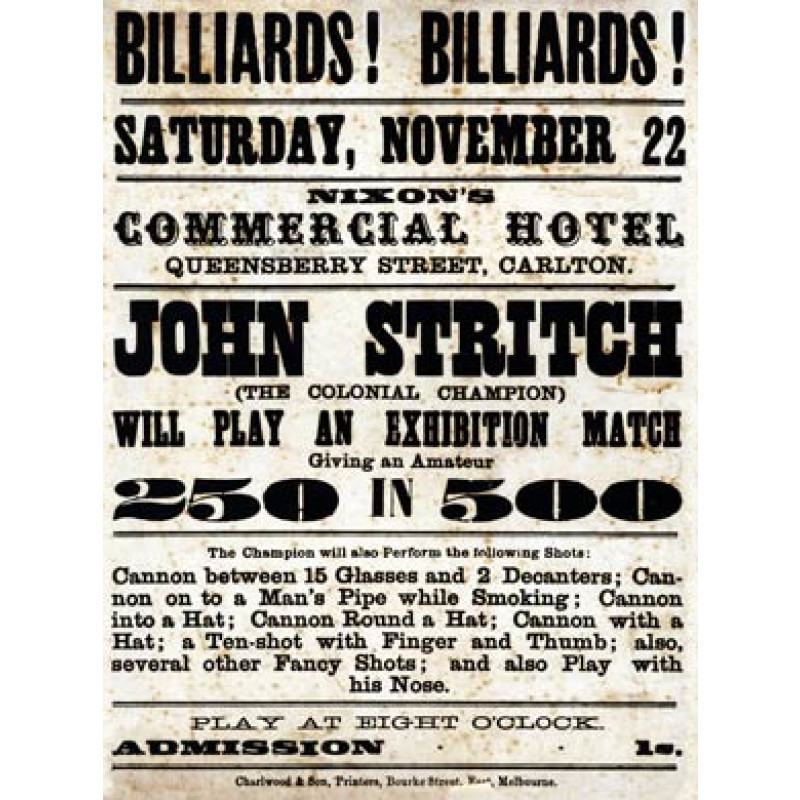 BILLIARDS! BILLIARDS!
SATURDAY, NOVEMBER 22
NIXON'S
COMMERCIAL HOTEL
QUEENSBERRY STREET, CARLTON.
JOHN STRITCH
(THE COLONIAL CHAMPION)
WILL PLAY AN EXHIBITION MATCH
Giving an Amateur
250 IN 500
The Champion will also Perform the following Shots:
Cannon between 15 Glasses and 2 Decanters; Can-
non on to a Man's Pipe while Smoking; Cannon
into a Hat; Cannon Round a Hat; Cannon with a
Hat; a Ten-shot with Finger and Thumb; also,
several other Fancy Shots; and also Play with
his Nose.
PLAY AT EIGHT O'CLOCK.
ADMISSION - - 1s.
Charlwood & Son, Printers, Bourke Street, East, Melbourne.